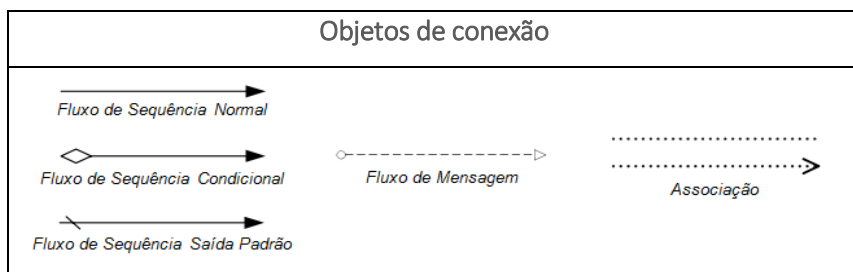 Objetos de conexão
Fluxo de Sequência Normal
Fluxo de Sequência Condicional
Fluxo de Sequência Saída Padrão
Fluxo de Mensagem
Associação